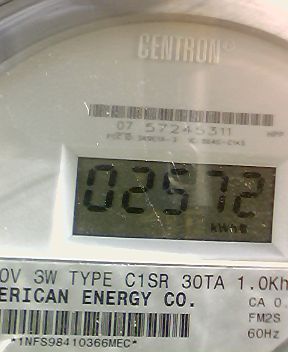 CENTRON®
07 57245311
02572
kWh
0V 3W TYPE C1SR 30TA 1.0Kh
ERICAN ENERGY CO.
CA 0.
FM2S
60Hz
*1NFS98410366MEC*